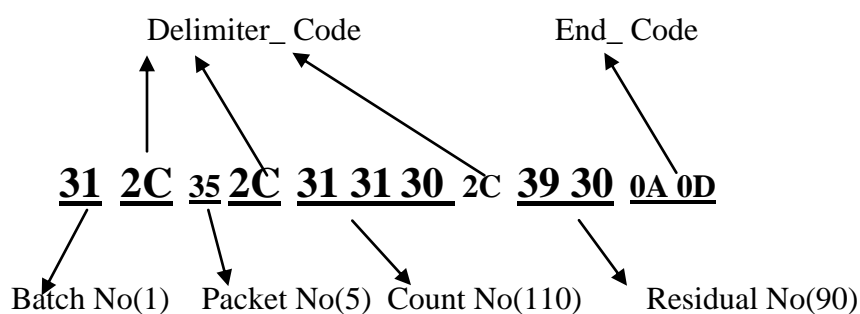 Delimiter_ Code End_ Code
31 2C 35 2C 31 31 30 2C 39 30 0A 0D
Batch No(1) Packet No(5) Count No(110) Residual No(90)